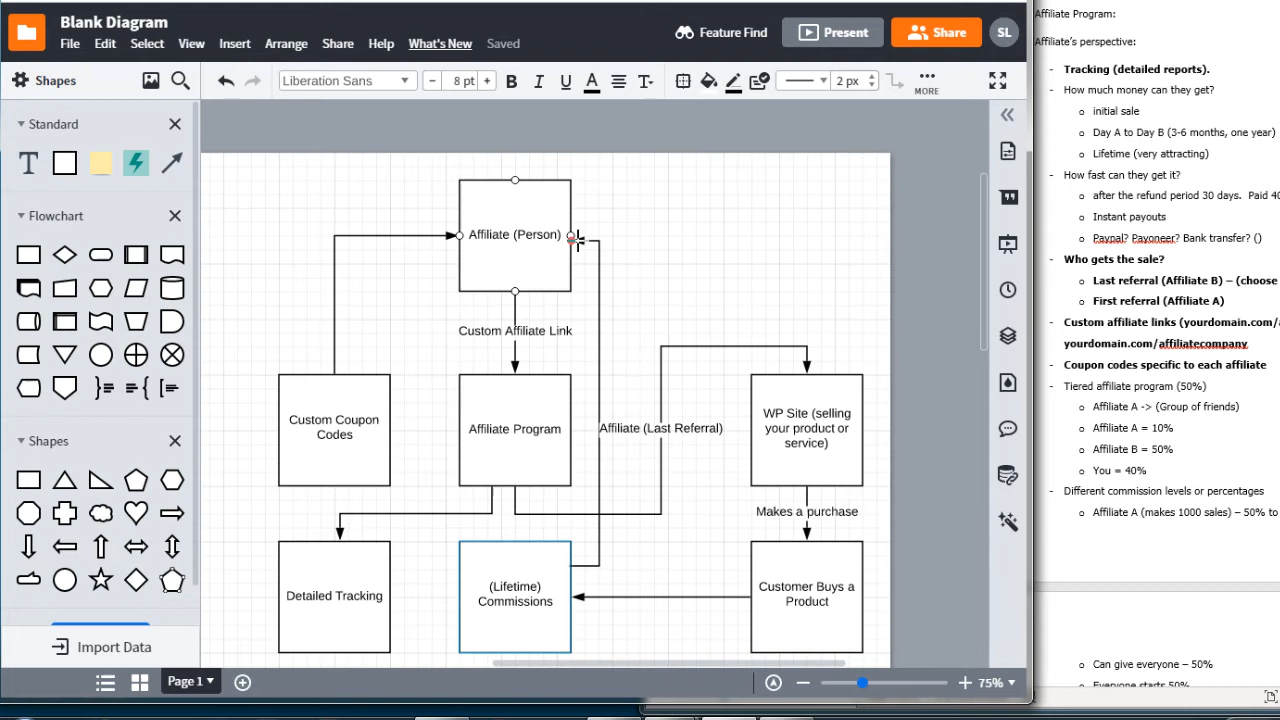 Blank Diagram
File Edit Select View Insert Arrange Share Help What's New Saved
Feature Find
Present
Share
SL
Shapes
Liberation Sans
8 pt
B I U A
2 px
MORE
Standard
T
Flowchart
Shapes
Import Data
Affiliate (Person)
Custom Affiliate Link
Custom Coupon
Codes
Affiliate Program
Affiliate (Last Referral)
WP Site (selling
your product or
service)
Makes a purchase
Detailed Tracking
(Lifetime)
Commissions
Customer Buys a
Product
Page 1
75%
Affiliate Program:
Affiliate's perspective:
- Tracking (detailed reports).
- How much money can they get?
o initial sale
o Day A to Day B (3-6 months, one year)
o Lifetime (very attracting)
- How fast can they get it?
o after the refund period 30 days. Paid 40
o Instant payouts
o Paypal? Payoneer? Bank transfer? ()
- Who gets the sale?
o Last referral (Affiliate B) – (choose
o First referral (Affiliate A)
- Custom affiliate links (yourdomain.com/
yourdomain.com/affiliatecompany
- Coupon codes specific to each affiliate
- Tiered affiliate program (50%)
o Affiliate A -> (Group of friends)
o Affiliate A = 10%
o Affiliate B = 50%
o You = 40%
- Different commission levels or percentages
o Affiliate A (makes 1000 sales) – 50% to
o Can give everyone – 50%
o Everyone starts 50%